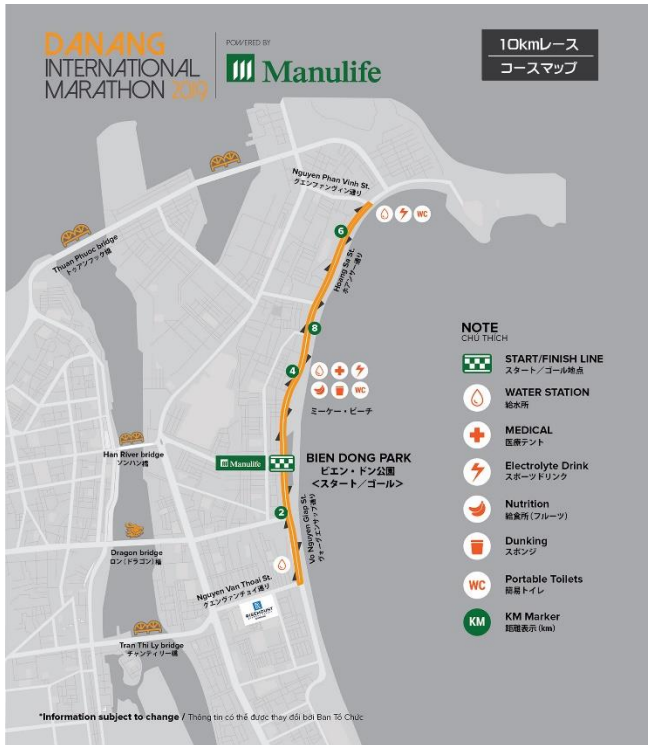 DANANG
INTERNATIONAL
MARATHON 2019
POWERED BY
Manulife
10kmレース
コースマップ
Nguyen Phan Vinh St.
グエンファンヴィン通り
Thuan Phuoc bridge
トゥアンフック橋
6
Hoang Sa St.
ホアンサー通り
WC
8
4
WC
ミーケー・ビーチ
Han River bridge
ソンハン橋
Manulife
BIEN DONG PARK
ビエン・ドン公園
<スタート/ゴール>
2
Vo Nguyen Giap St.
ヴォーグエンザップ通り
Dragon bridge
ロン(ドラゴン)橋
Nguyen Van Thoai St.
グエンヴァンチョイ通り
Tran Thi Ly bridge
チャンティリー橋
NOTE
CHÚ THÍCH
START/FINISH LINE
スタート/ゴール地点
WATER STATION
給水所
MEDICAL
医療テント
Electrolyte Drink
スポーツドリンク
Nutrition
給食所(フルーツ)
Dunking
スポンジ
WC
Portable Toilets
簡易トイレ
KM
KM Marker
距離表示(km)
*Information subject to change / Thông tin có thể được thay đổi bởi Ban Tổ Chức